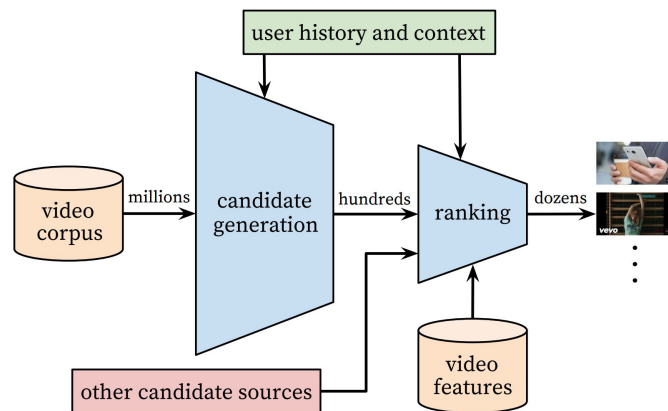 user history and context
millions
video
corpus
candidate
generation
hundreds
ranking
dozens
vevo
other candidate sources
video
features